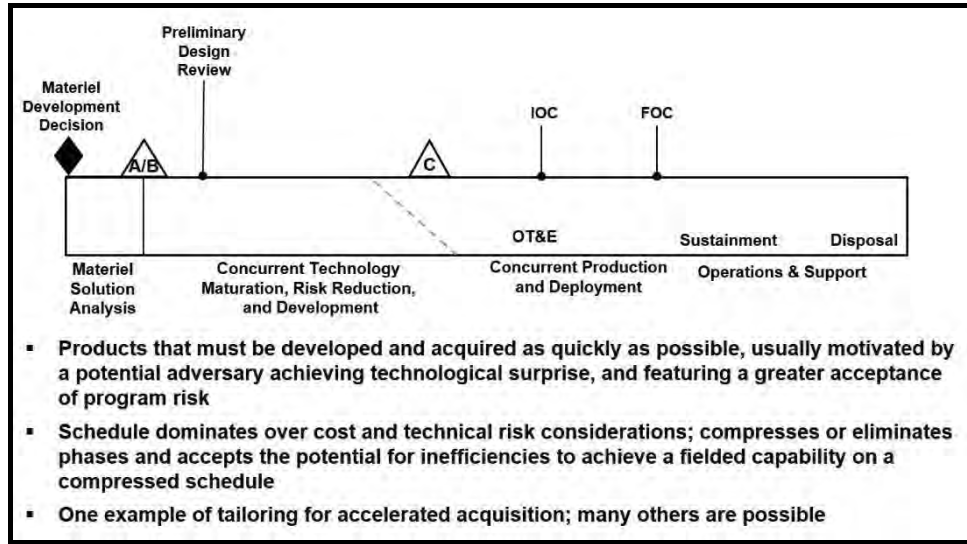 Preliminary
Design
Review
Materiel
Development
Decision
IOC
FOC
A/B
C
OT&E
Sustainment
Disposal
Materiel
Solution
Analysis
Concurrent Technology
Maturation, Risk Reduction,
and Development
Concurrent Production
and Deployment
Operations & Support
▪ Products that must be developed and acquired as quickly as possible, usually motivated by
a potential adversary achieving technological surprise, and featuring a greater acceptance
of program risk
▪ Schedule dominates over cost and technical risk considerations; compresses or eliminates
phases and accepts the potential for inefficiencies to achieve a fielded capability on a
compressed schedule
▪ One example of tailoring for accelerated acquisition; many others are possible